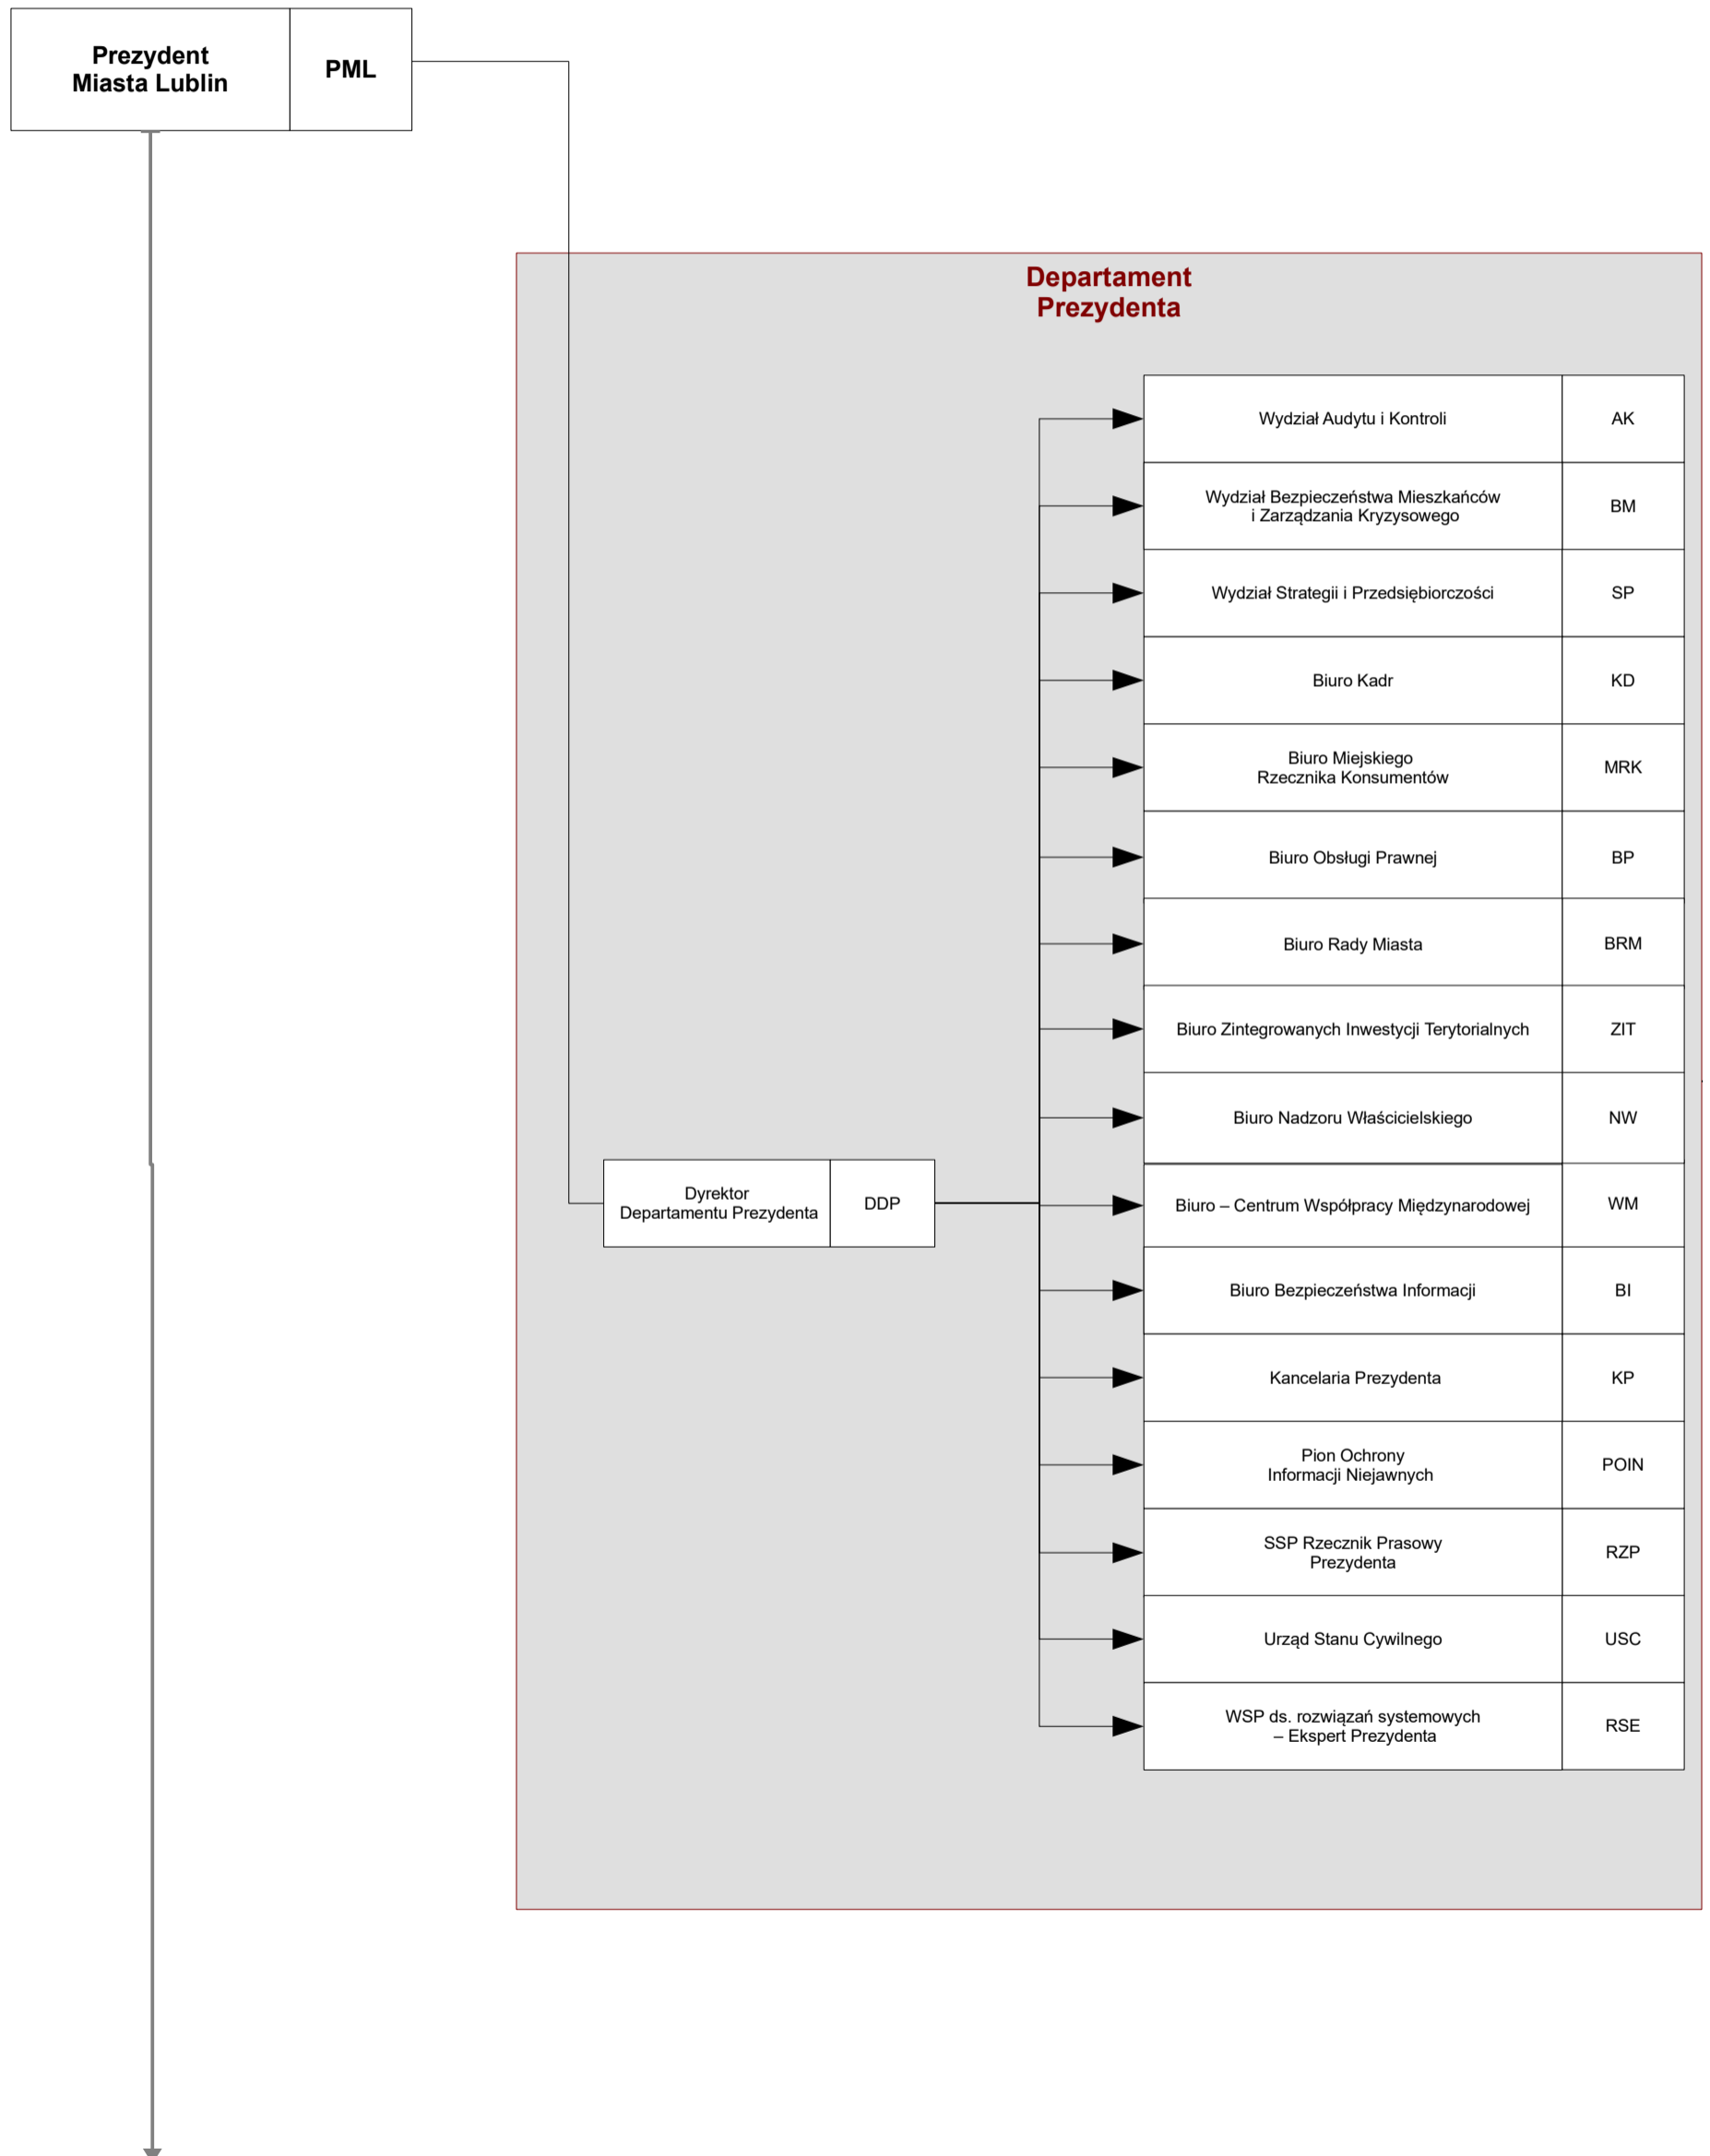 Prezydent
Miasta Lublin
PML
Departament
Prezydenta
Wydział Audytu i Kontroli
AK
Wydział Bezpieczeństwa Mieszkańców
i Zarządzania Kryzysowego
BM
Wydział Strategii i Przedsiębiorczości
SP
Biuro Kadr
KD
Biuro Miejskiego
Rzecznika Konsumentów
MRK
Biuro Obsługi Prawnej
BP
Biuro Rady Miasta
BRM
Biuro Zintegrowanych Inwestycji Terytorialnych
ZIT
Biuro Nadzoru Właścicielskiego
NW
Dyrektor
Departamentu Prezydenta
DDP
Biuro – Centrum Współpracy Międzynarodowej
WM
Biuro Bezpieczeństwa Informacji
BI
Kancelaria Prezydenta
KP
Pion Ochrony
Informacji Niejawnych
POIN
SSP Rzecznik Prasowy
Prezydenta
RZP
Urząd Stanu Cywilnego
USC
WSP ds. rozwiązań systemowych
– Ekspert Prezydenta
RSE